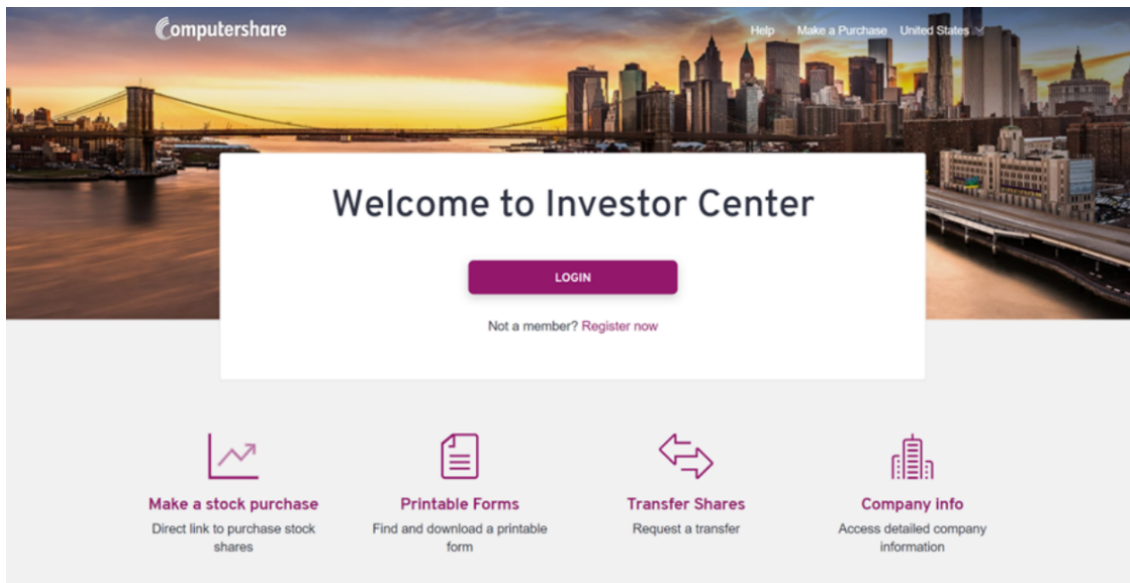 Computershare
Help Make a Purchase United States
Welcome to Investor Center
LOGIN
Not a member? Register now
Make a stock purchase
Direct link to purchase stock
shares
Printable Forms
Find and download a printable
form
Transfer Shares
Request a transfer
Company info
Access detailed company
information